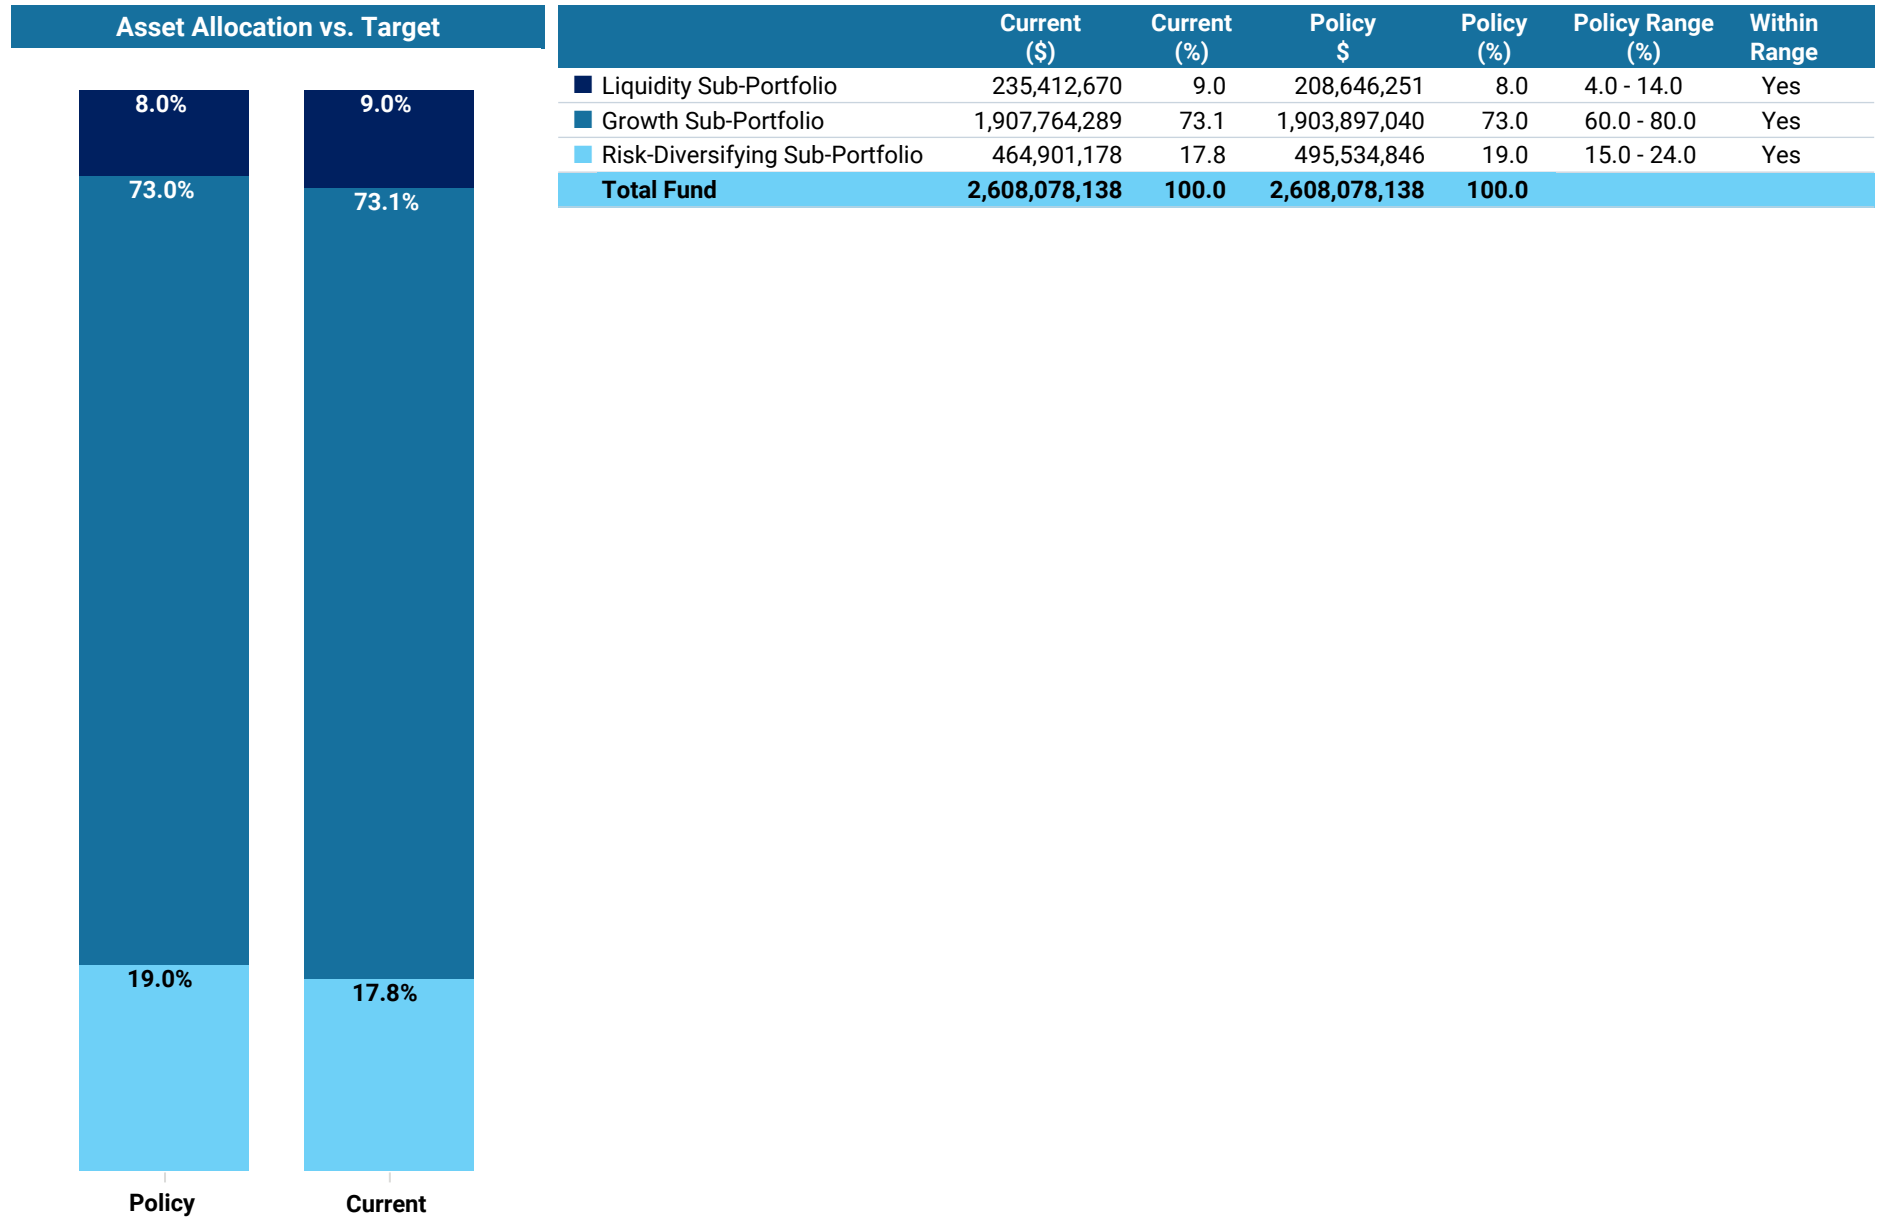 Asset Allocation vs. Target
8.0%
73.0%
19.0%
Policy
9.0%
73.1%
17.8%
Current
Current ($) Current (%) Policy $ Policy (%) Policy Range (%) Within Range
Liquidity Sub-Portfolio 235,412,670 9.0 208,646,251 8.0 4.0 - 14.0 Yes
Growth Sub-Portfolio 1,907,764,289 73.1 1,903,897,040 73.0 60.0 - 80.0 Yes
Risk-Diversifying Sub-Portfolio 464,901,178 17.8 495,534,846 19.0 15.0 - 24.0 Yes
Total Fund 2,608,078,138 100.0 2,608,078,138 100.0